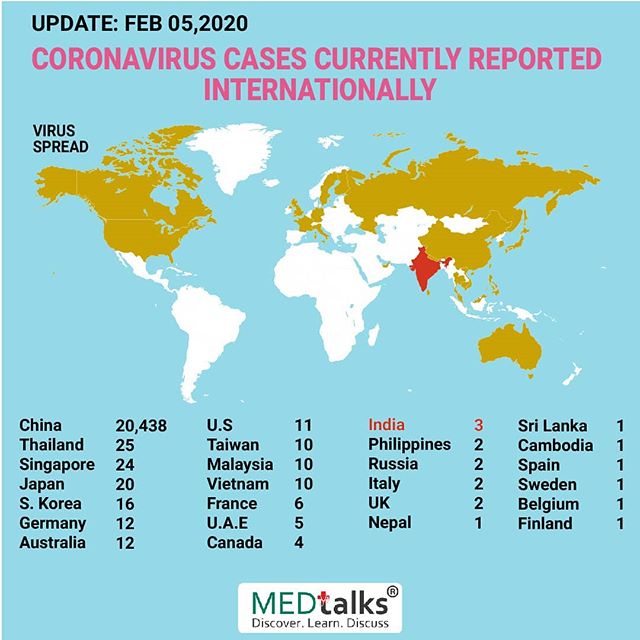 UPDATE: FEB 05,2020
CORONAVIRUS CASES CURRENTLY REPORTED
INTERNATIONALLY
VIRUS
SPREAD
China 20,438
Thailand 25
Singapore 24
Japan 20
S. Korea 16
Germany 12
Australia 12
U.S 11
Taiwan 10
Malaysia 10
Vietnam 10
France 6
U.A.E 5
Canada 4
India 3
Philippines 2
Russia 2
Italy 2
UK 2
Nepal 1
Sri Lanka 1
Cambodia 1
Spain 1
Sweden 1
Belgium 1
Finland 1
MEDtalks®
Discover. Learn. Discuss